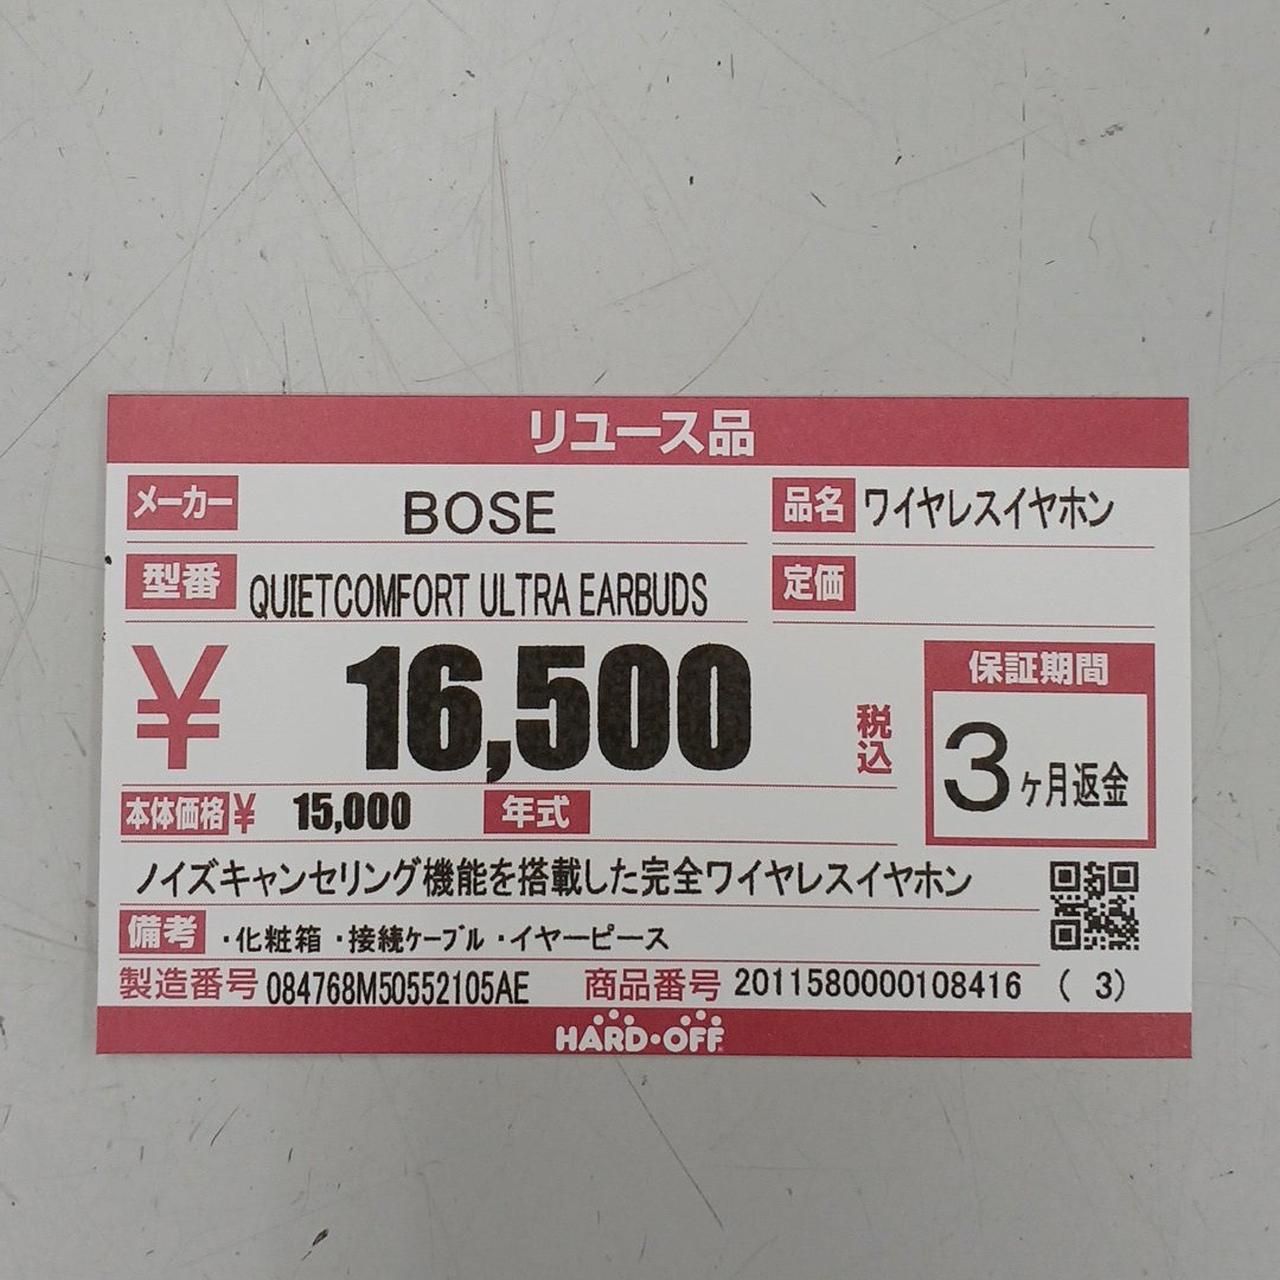 リユース品
メーカー BOSE 品名 ワイヤレスイヤホン
型番 QUIETCOMFORT ULTRA EARBUDS 定価
¥ 16,500 税込
保証期間
3ヶ月返金
本体価格¥ 15,000 年式
ノイズキャンセリング機能を搭載した完全ワイヤレスイヤホン
備考 ・化粧箱 ・接続ケーブル ・イヤーピース
製造番号 084768M50552105AE 商品番号 2011580000108416 ( 3)
HARD・OFF